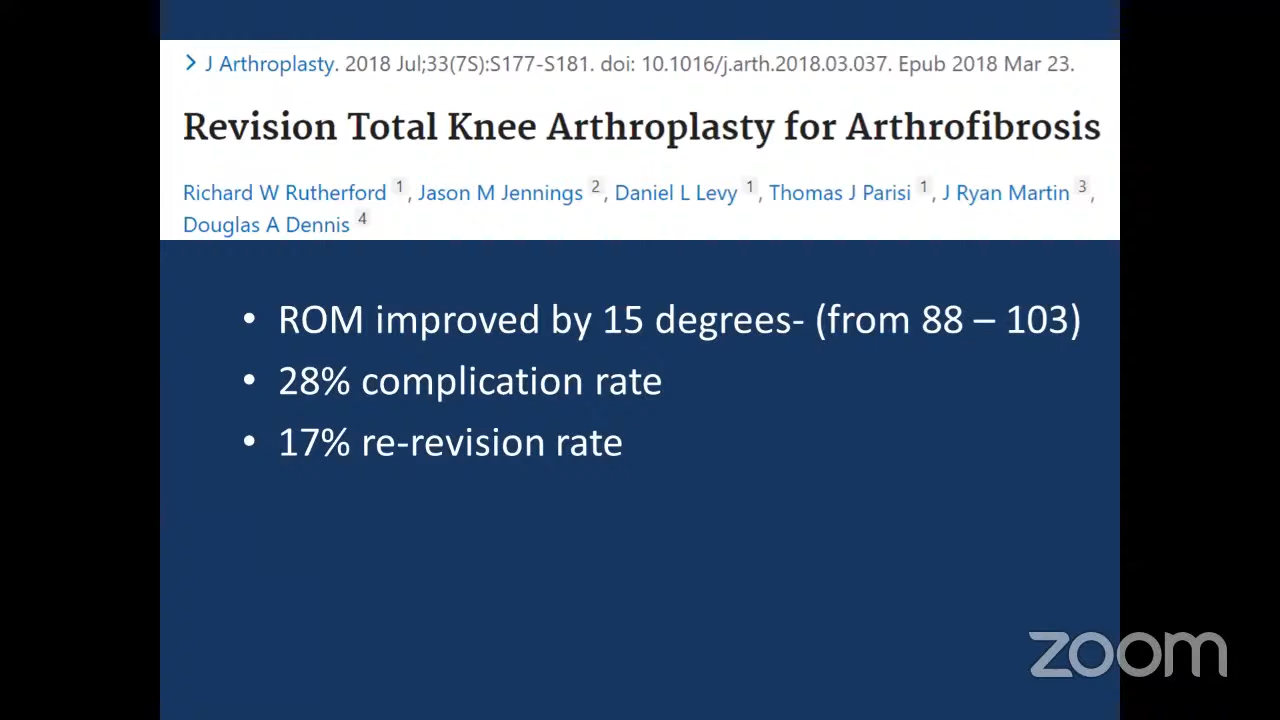 > J Arthroplasty. 2018 Jul;33(7S):S177-S181. doi: 10.1016/j.arth.2018.03.037. Epub 2018 Mar 23.
Revision Total Knee Arthroplasty for Arthrofibrosis
Richard W Rutherford 1, Jason M Jennings 2, Daniel L Levy 1, Thomas J Parisi 1, J Ryan Martin 3,
Douglas A Dennis 4
• ROM improved by 15 degrees- (from 88 – 103)
• 28% complication rate
• 17% re-revision rate
zoom